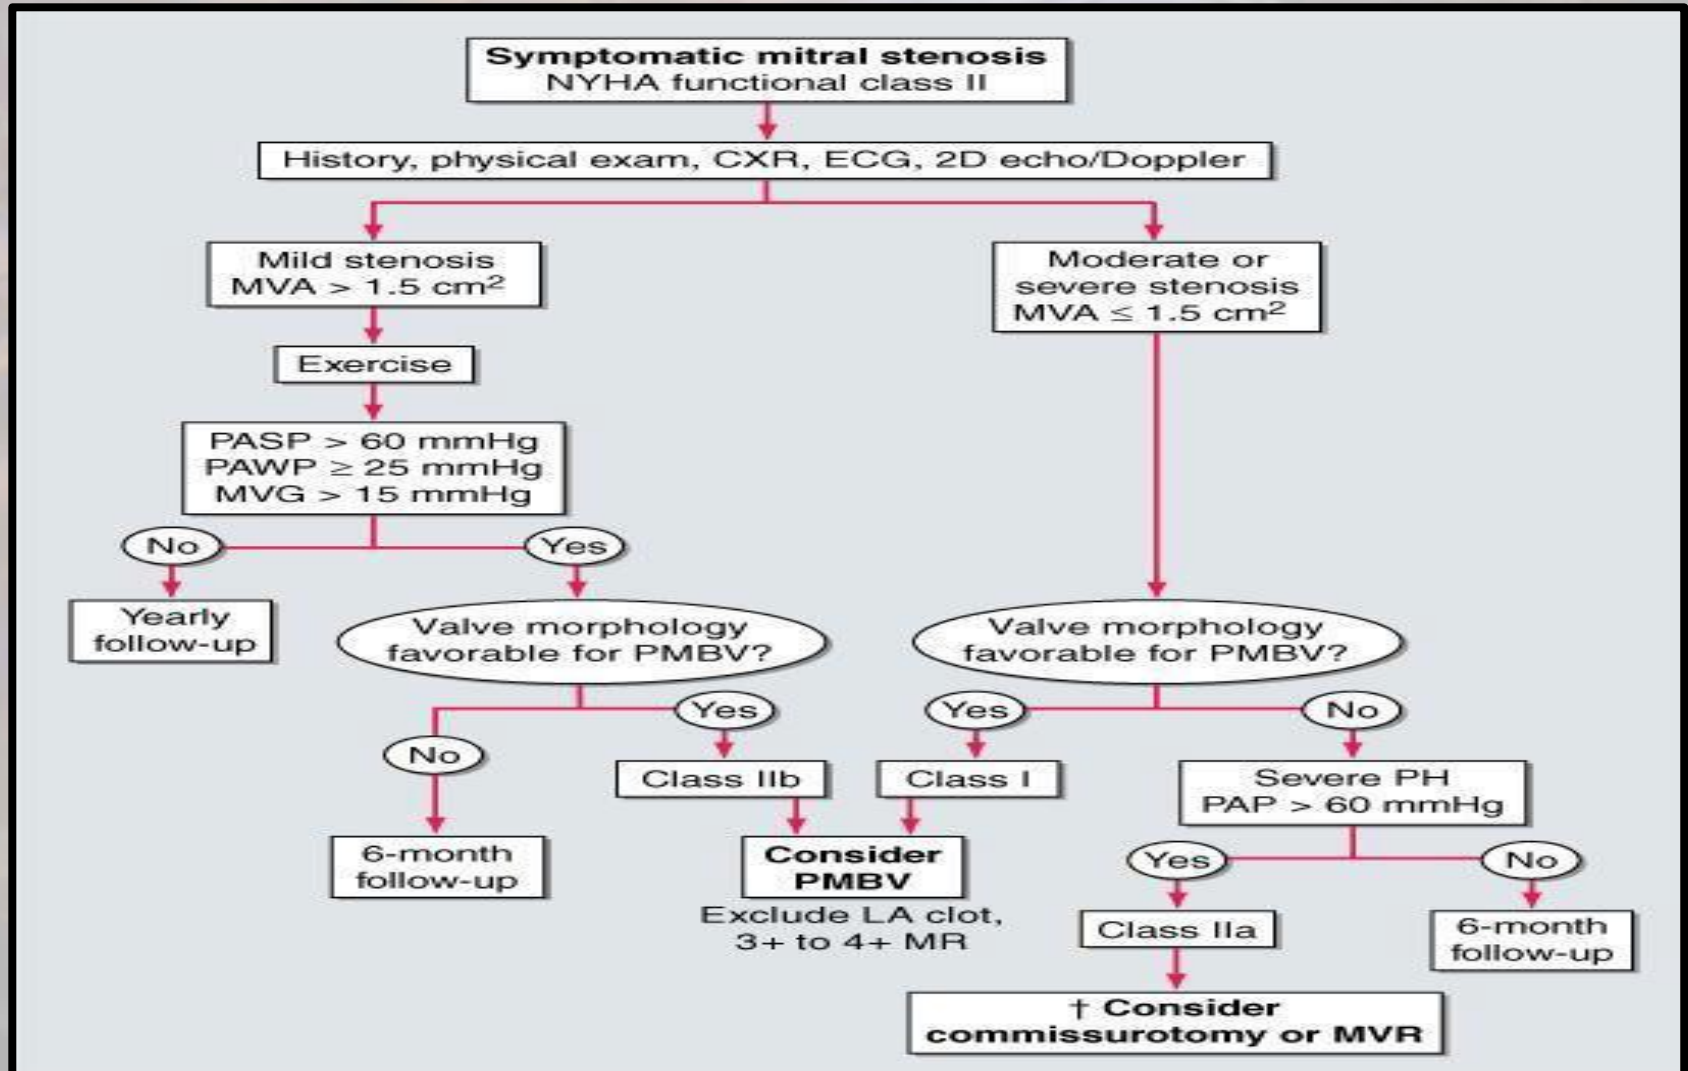 Symptomatic mitral stenosis
NYHA functional class II
History, physical exam, CXR, ECG, 2D echo/Doppler
Mild stenosis
MVA > 1.5 cm²
Moderate or
severe stenosis
MVA ≤ 1.5 cm²
Exercise
PASP > 60 mmHg
PAWP ≥ 25 mmHg
MVG > 15 mmHg
No
Yes
Yearly
follow-up
Valve morphology
favorable for PMBV?
Valve morphology
favorable for PMBV?
No
Yes
Yes
No
Class IIb
Class I
Severe PH
PAP > 60 mmHg
6-month
follow-up
Consider
PMBV
Exclude LA clot,
3+ to 4+ MR
Yes
No
Class IIa
6-month
follow-up
† Consider
commissurotomy or MVR